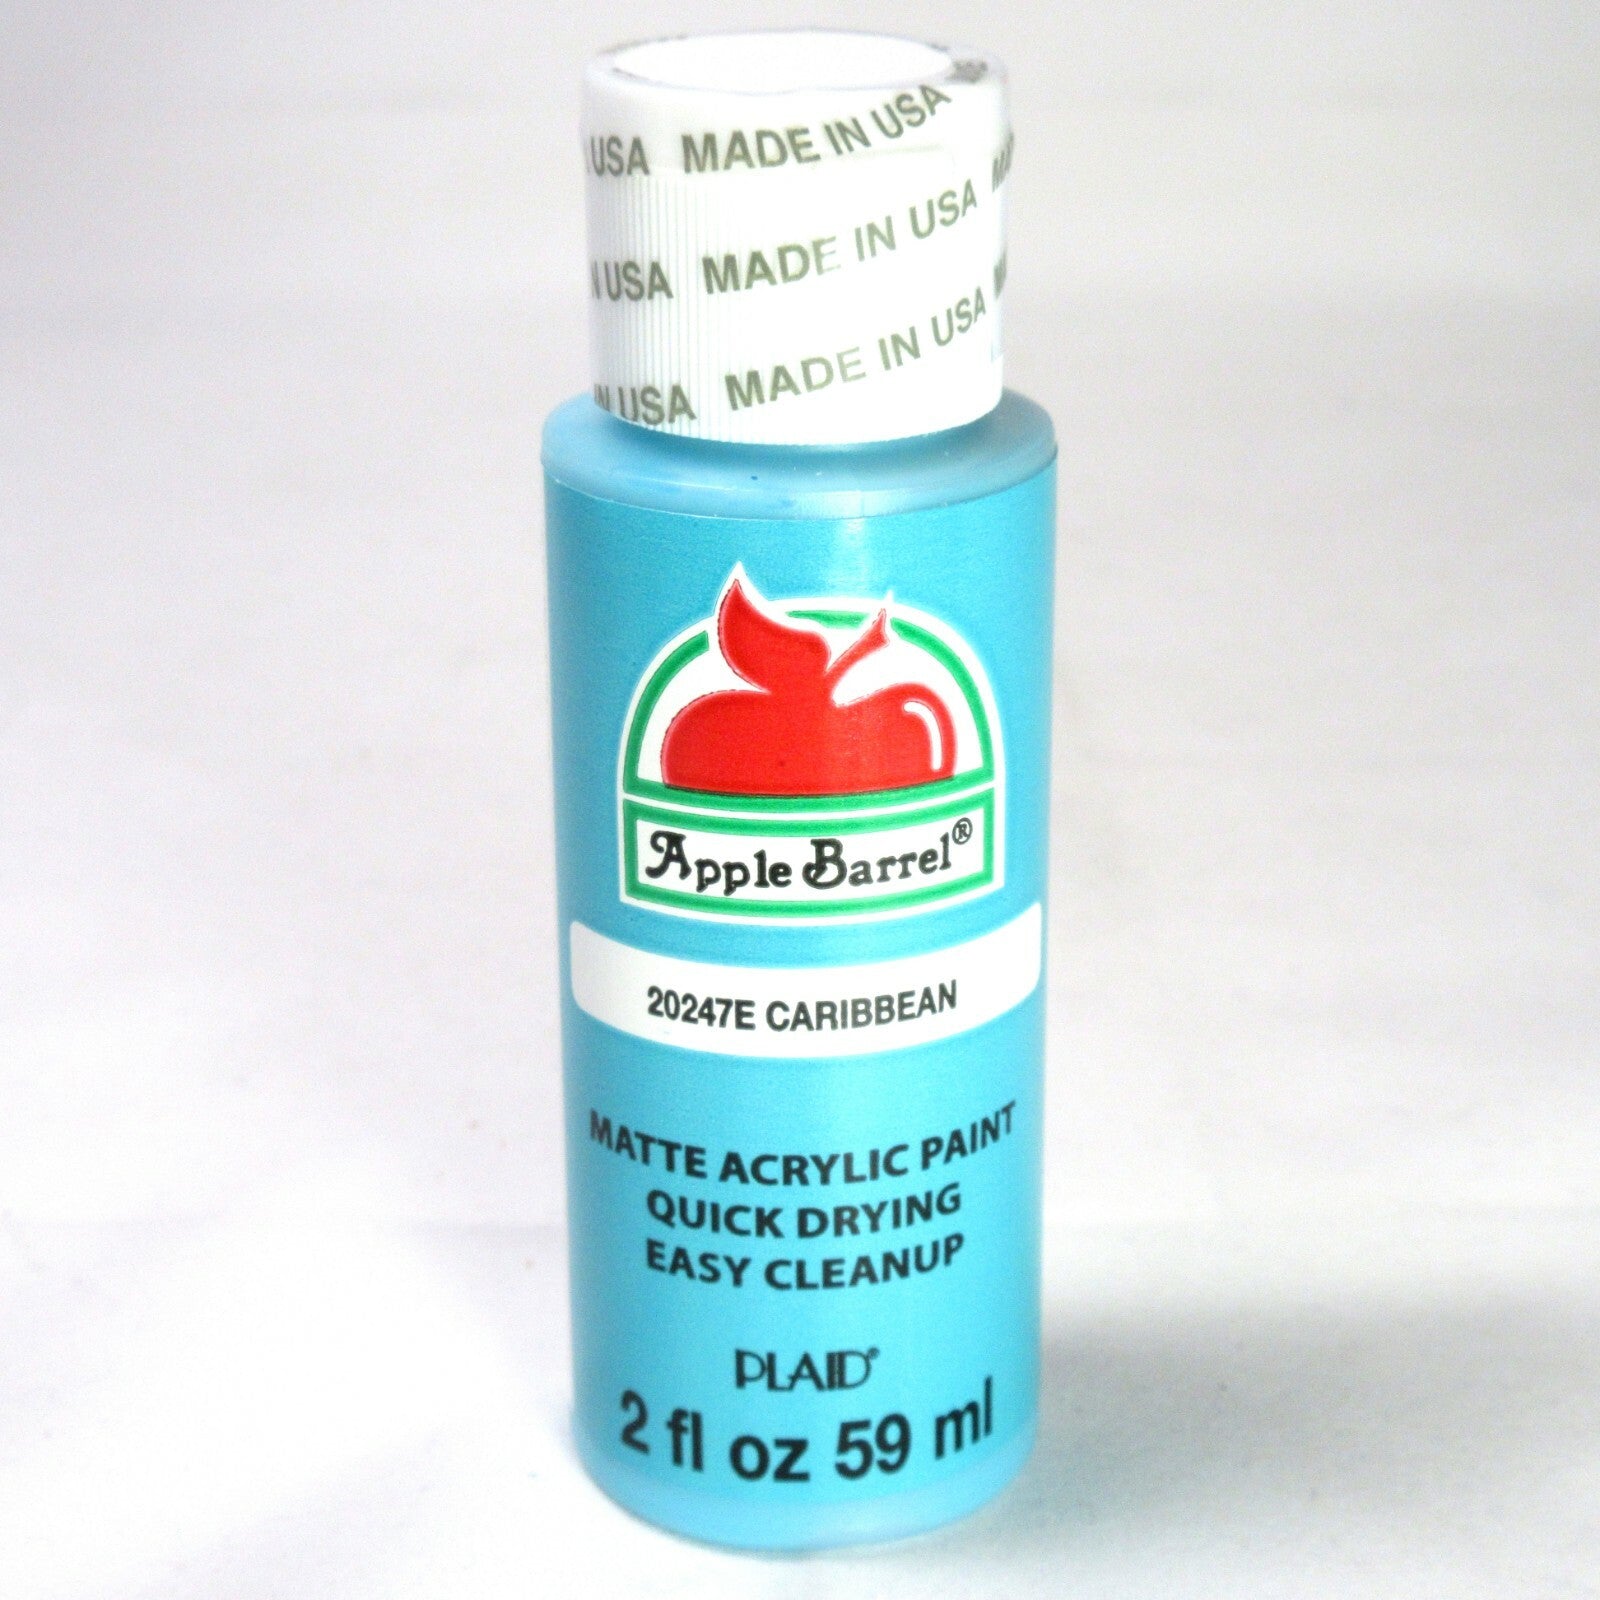 USA MADE IN USA
N USA MADE IN USA
IN USA MADE IN USA
Apple Barrel®
20247E CARIBBEAN
MATTE ACRYLIC PAINT
QUICK DRYING
EASY CLEANUP
PLAID®
2 fl oz 59 ml